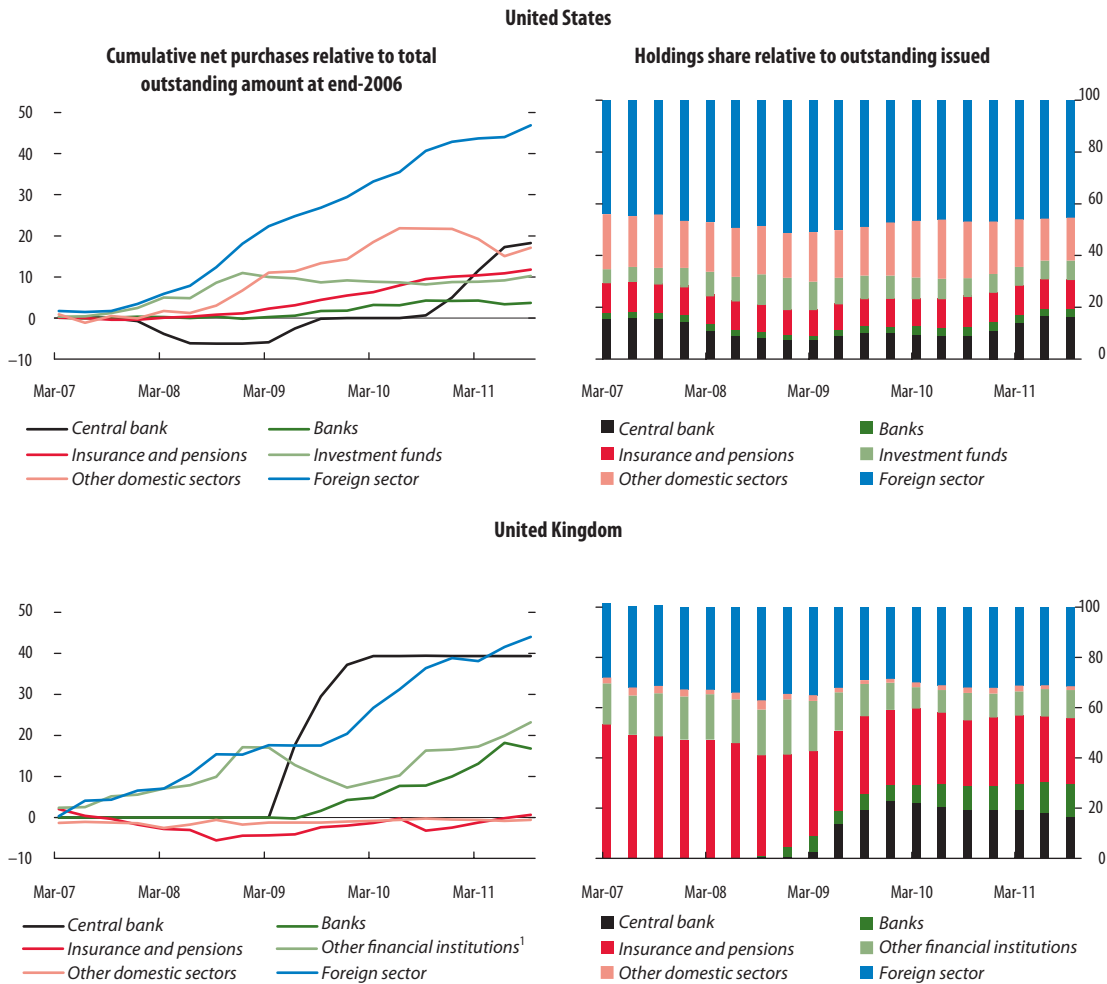 United States
Cumulative net purchases relative to total
outstanding amount at end-2006
50
40
30
20
10
0
−10
Mar-07 Mar-08 Mar-09 Mar-10 Mar-11
Central bank Banks
Insurance and pensions Investment funds
Other domestic sectors Foreign sector
Holdings share relative to outstanding issued
100
80
60
40
20
0
Mar-07 Mar-08 Mar-09 Mar-10 Mar-11
Central bank Banks
Insurance and pensions Investment funds
Other domestic sectors Foreign sector
United Kingdom
50
40
30
20
10
0
−10
Mar-07 Mar-08 Mar-09 Mar-10 Mar-11
Central bank Banks
Insurance and pensions Other financial institutions¹
Other domestic sectors Foreign sector
100
80
60
40
20
0
Mar-07 Mar-08 Mar-09 Mar-10 Mar-11
Central bank Banks
Insurance and pensions Other financial institutions
Other domestic sectors Foreign sector